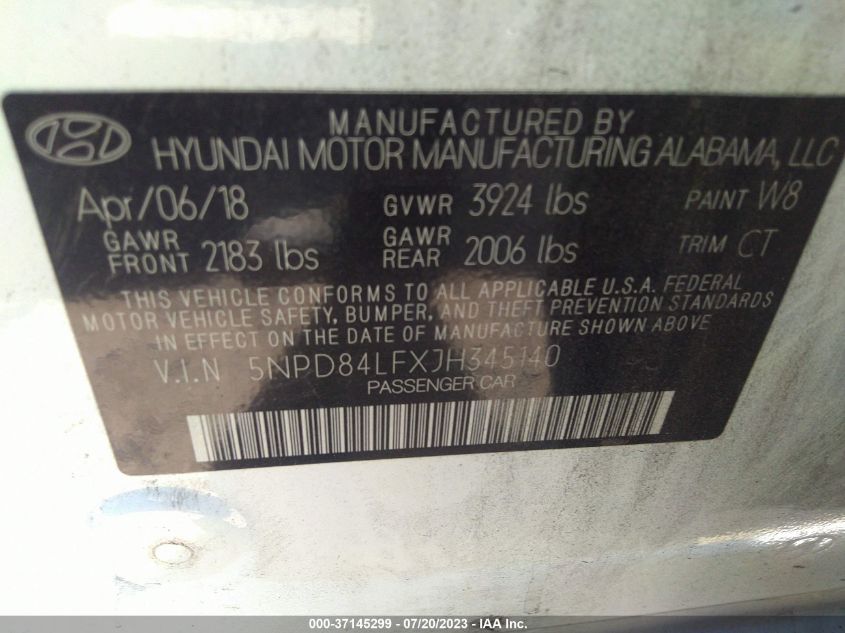 MANUFACTURED BY
HYUNDAI MOTOR MANUFACTURING ALABAMA, LLC
Apr/06/18 GVWR 3924 lbs PAINT W8
GAWR FRONT 2183 lbs GAWR REAR 2006 lbs TRIM CT
THIS VEHICLE CONFORMS TO ALL APPLICABLE U.S.A. FEDERAL
MOTOR VEHICLE SAFETY, BUMPER, AND THEFT PREVENTION STANDARDS
IN EFFECT ON THE DATE OF MANUFACTURE SHOWN ABOVE
V.I.N 5NPD84LFXJH345140
PASSENGER CAR
000-37145299 - 07/20/2023 - IAA Inc.